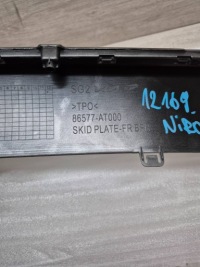 >TPO<
86577-AT000
SKID PLATE-FR B
12169
NiRO